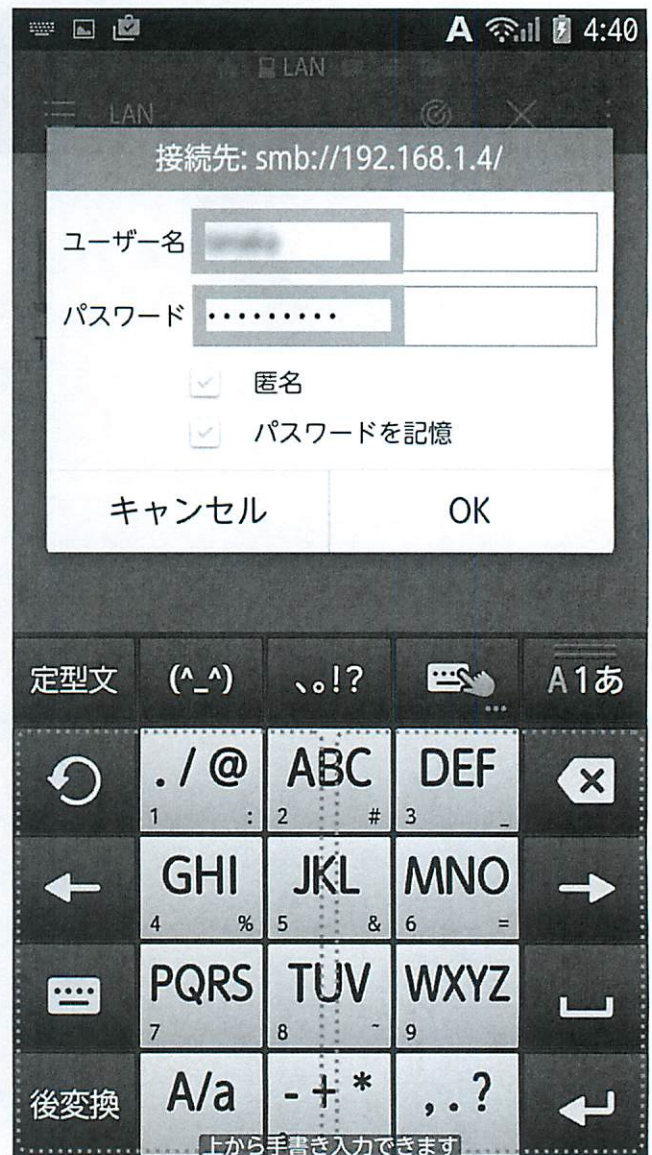 A 4:40
LAN
LAN
接続先: smb://192.168.1.4/
ユーザー名
パスワード •••••••••
匿名
パスワードを記憶
キャンセル OK
定型文 (^_^) 、。!? A1あ
./@ ABC DEF
1 : 2 # 3 _
GHI JKL MNO
4 % 5 & 6 =
PQRS TUV WXYZ
7 8 ~ 9
後変換 A/a -+* ,.?
上から手書き入力できます